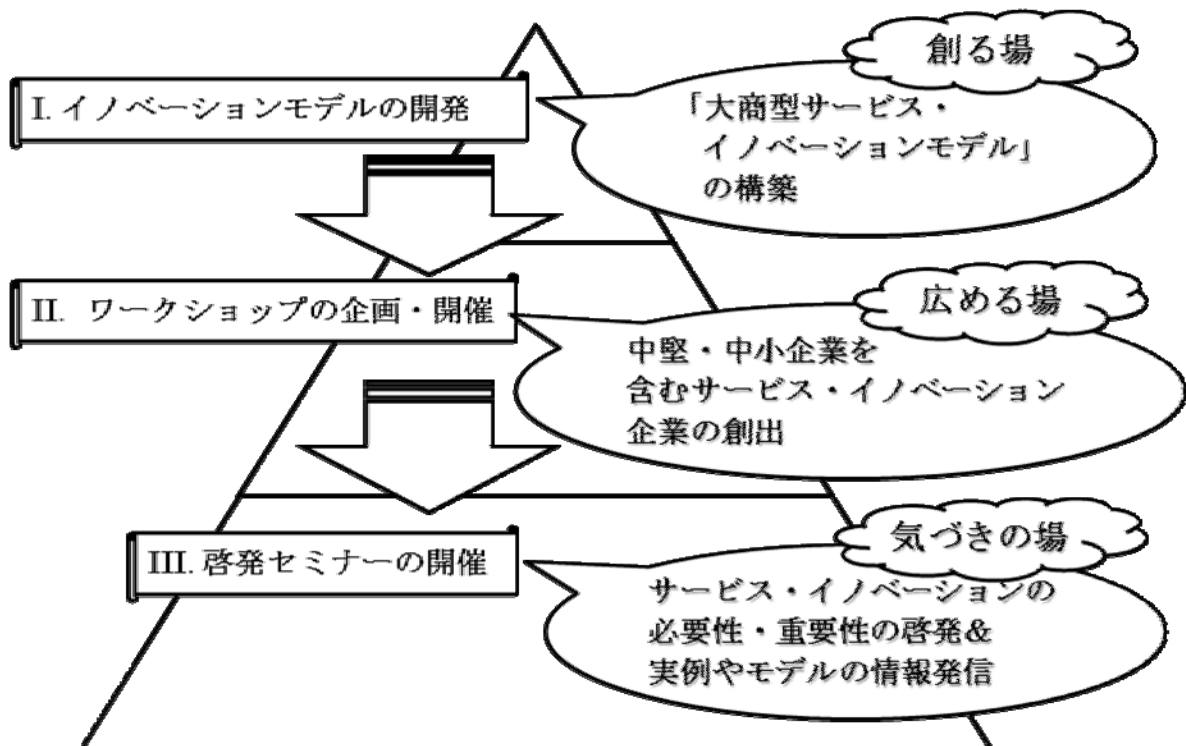 創る場
I. イノベーションモデルの開発
「大商型サービス・
イノベーションモデル」
の構築
広める場
II. ワークショップの企画・開催
中堅・中小企業を
含むサービス・イノベーション
企業の創出
気づきの場
III. 啓発セミナーの開催
サービス・イノベーションの
必要性・重要性の啓発&
実例やモデルの情報発信